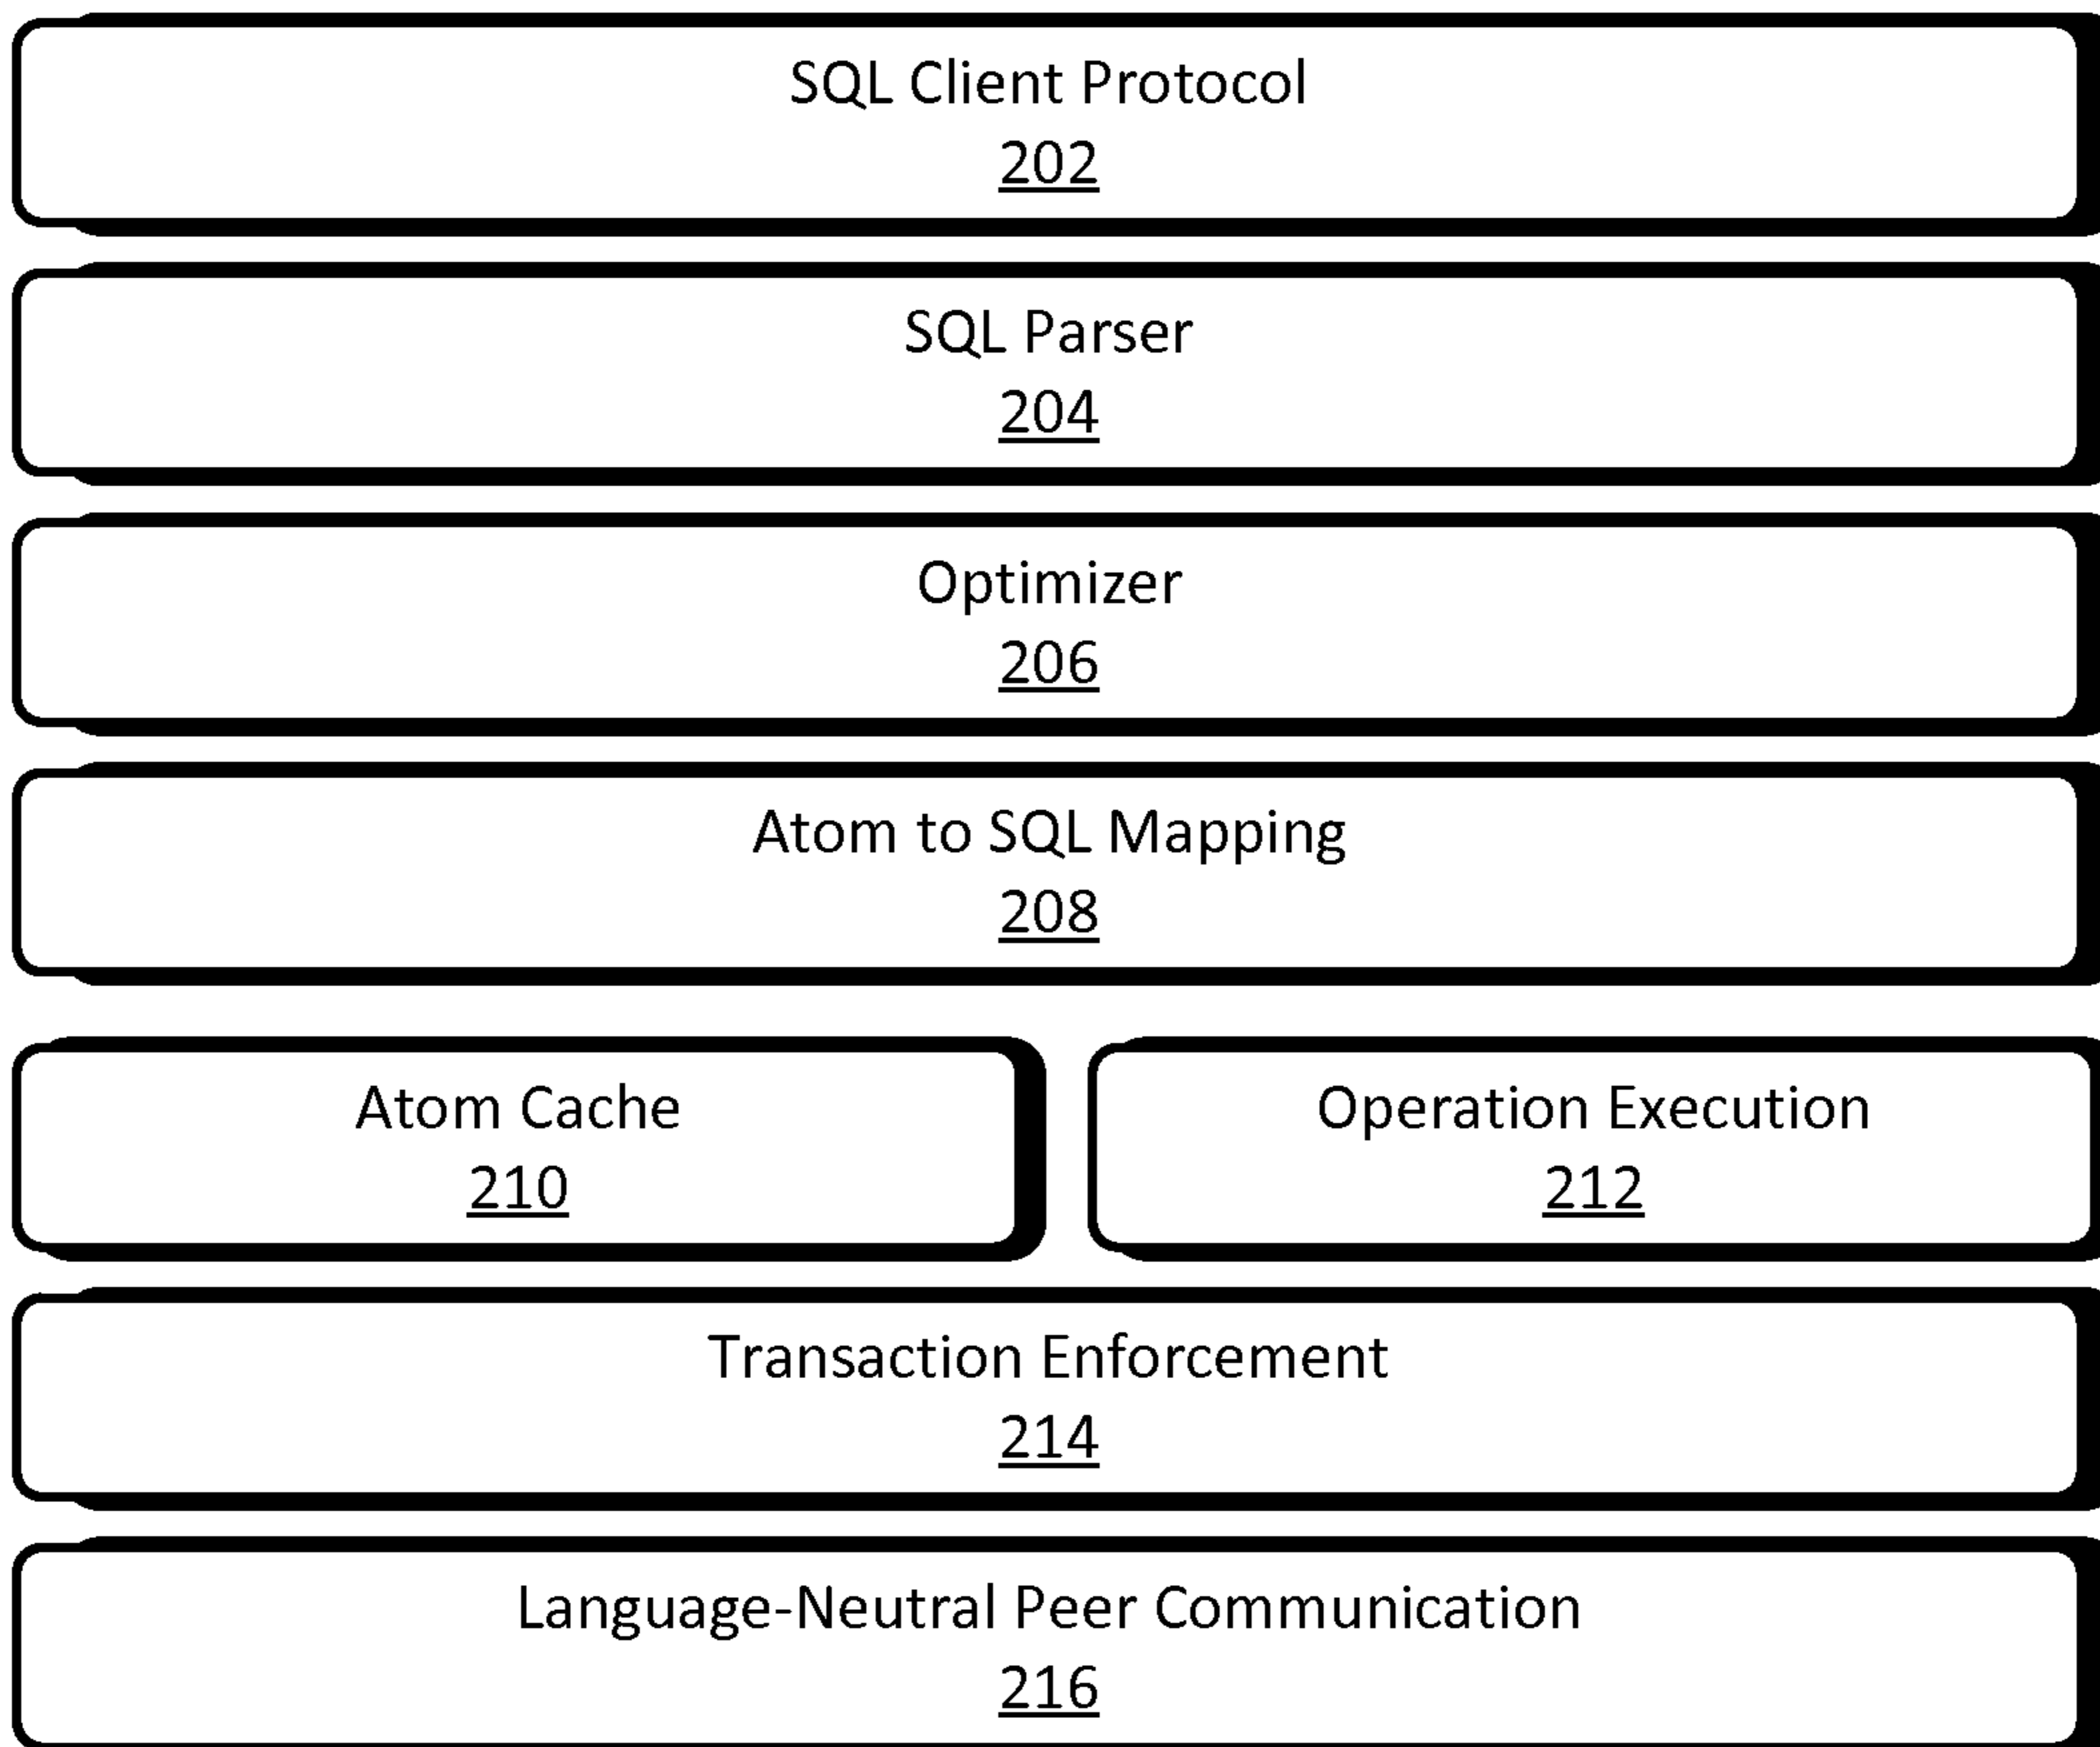 SQL Client Protocol
202
SQL Parser
204
Optimizer
206
Atom to SQL Mapping
208
Atom Cache
210
Operation Execution
212
Transaction Enforcement
214
Language-Neutral Peer Communication
216